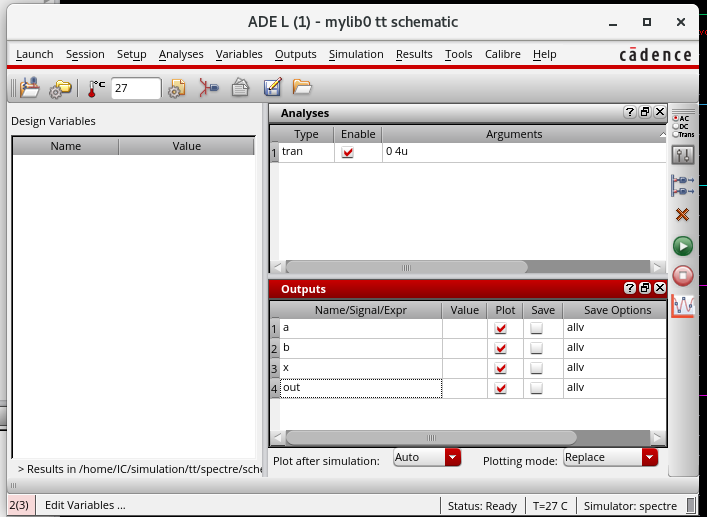 ADE L (1) - mylib0 tt schematic
Launch Session Setup Analyses Variables Outputs Simulation Results Tools Calibre Help cādence
°C 27
Design Variables
Name Value
Analyses
Type Enable Arguments
1 tran 0 4u
AC
DC
Trans
Outputs
Name/Signal/Expr Value Plot Save Save Options
1 a allv
2 b allv
3 x allv
4 out allv
Plot after simulation: Auto Plotting mode: Replace
> Results in /home/IC/simulation/tt/spectre/sche
2(3) Edit Variables ... Status: Ready T=27 C Simulator: spectre